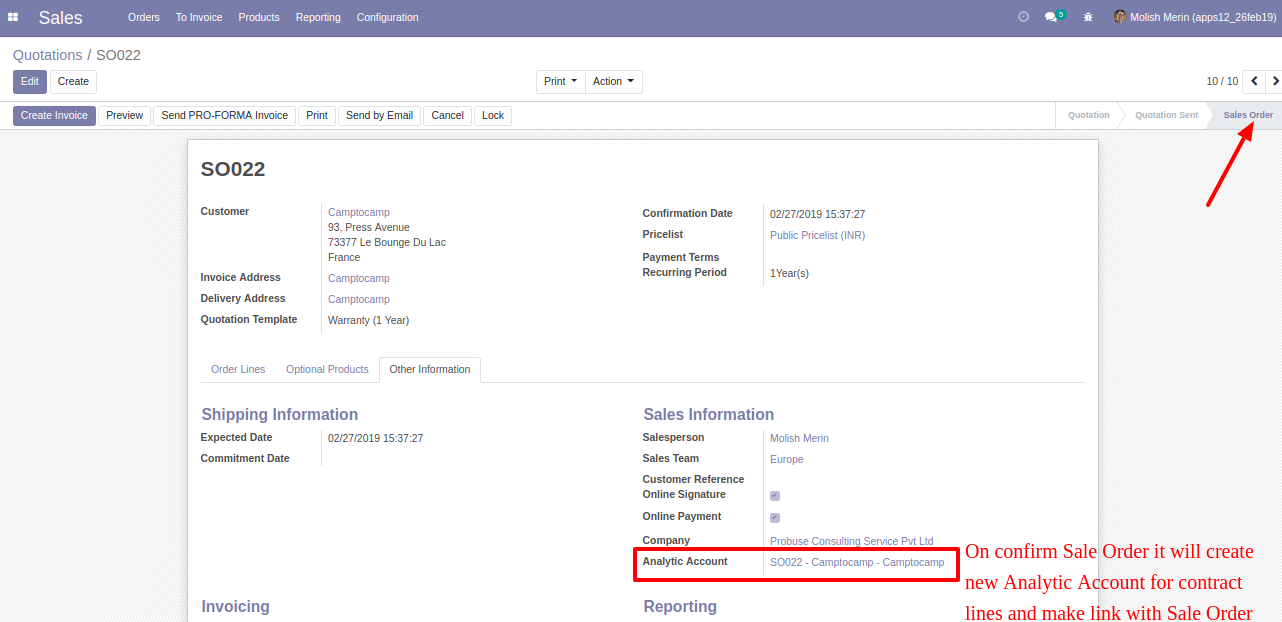 Sales Orders To Invoice Products Reporting Configuration 5 Molish Merin (apps12_26feb19)
Quotations / SO022
Edit Create Print Action 10 / 10
Create Invoice Preview Send PRO-FORMA Invoice Print Send by Email Cancel Lock Quotation Quotation Sent Sales Order
SO022
Customer Camptocamp
93, Press Avenue
73377 Le Bounge Du Lac
France
Invoice Address Camptocamp
Delivery Address Camptocamp
Quotation Template Warranty (1 Year)
Confirmation Date 02/27/2019 15:37:27
Pricelist Public Pricelist (INR)
Payment Terms
Recurring Period 1Year(s)
Order Lines Optional Products Other Information
Shipping Information
Expected Date 02/27/2019 15:37:27
Commitment Date
Sales Information
Salesperson Molish Merin
Sales Team Europe
Customer Reference
Online Signature
Online Payment
Company Probuse Consulting Service Pvt Ltd
Analytic Account SO022 - Camptocamp - Camptocamp
On confirm Sale Order it will create
new Analytic Account for contract
lines and make link with Sale Order
Invoicing
Reporting